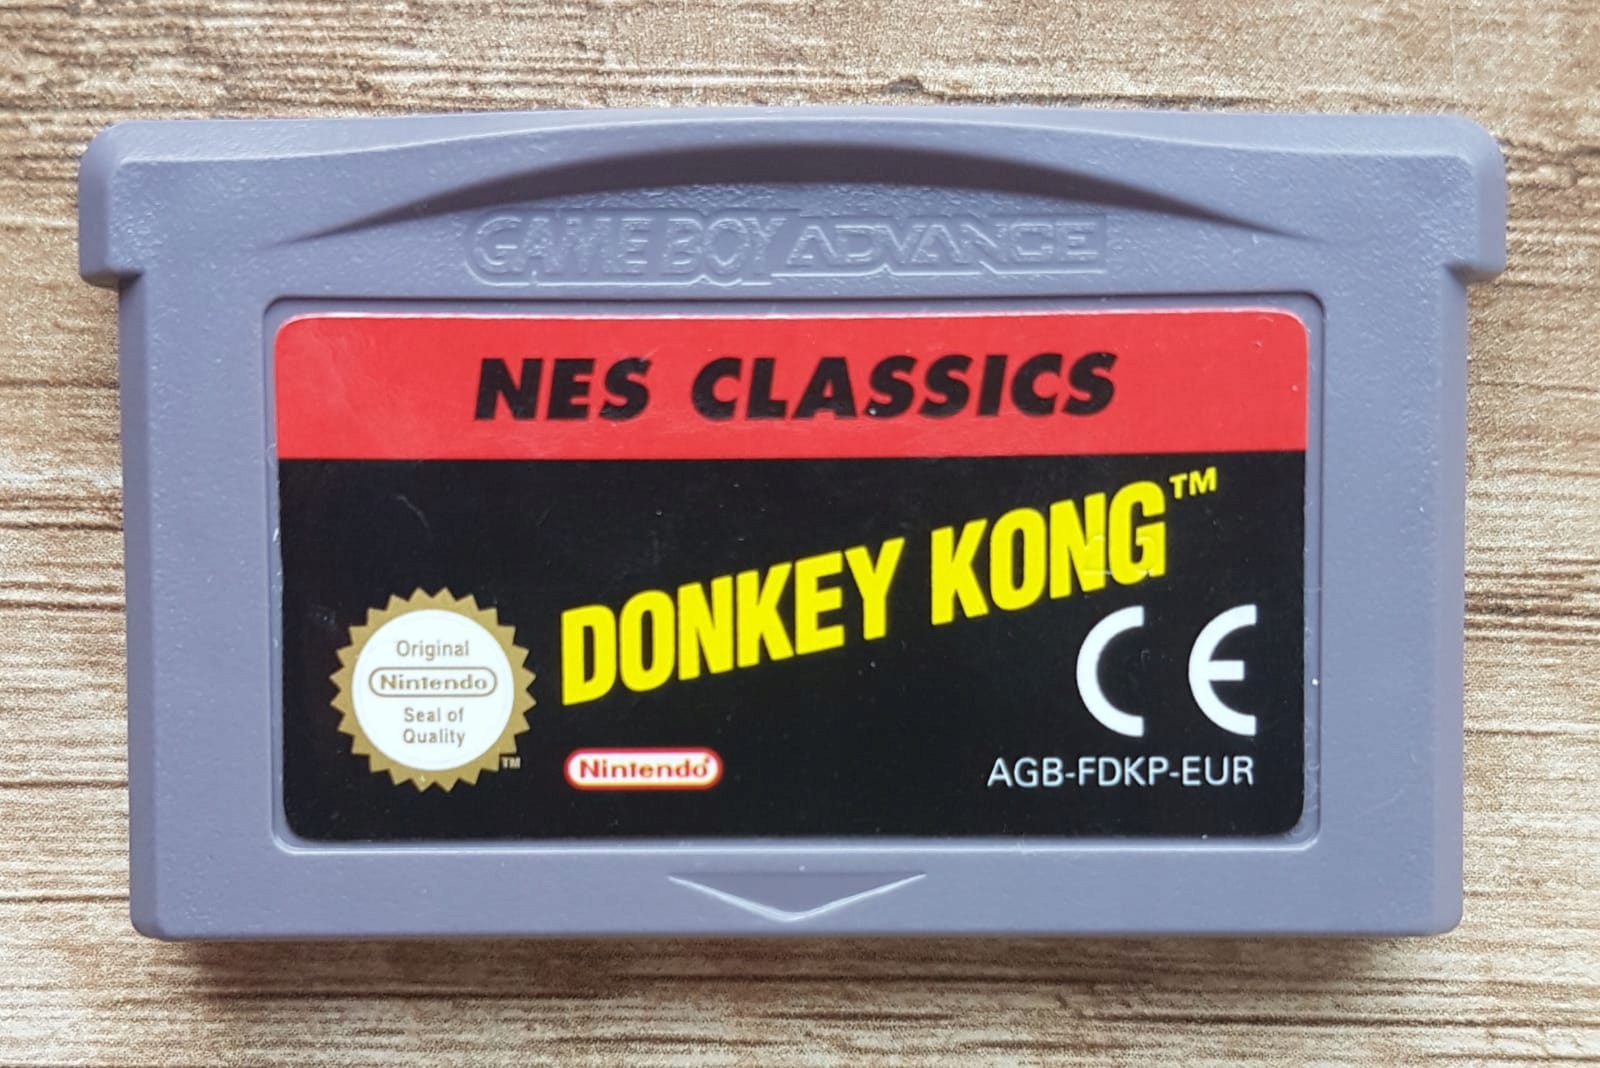 GAME BOY ADVANCE
NES CLASSICS
DONKEY KONG™
Original
Nintendo
Seal of
Quality
TM
Nintendo®
CE
AGB-FDKP-EUR